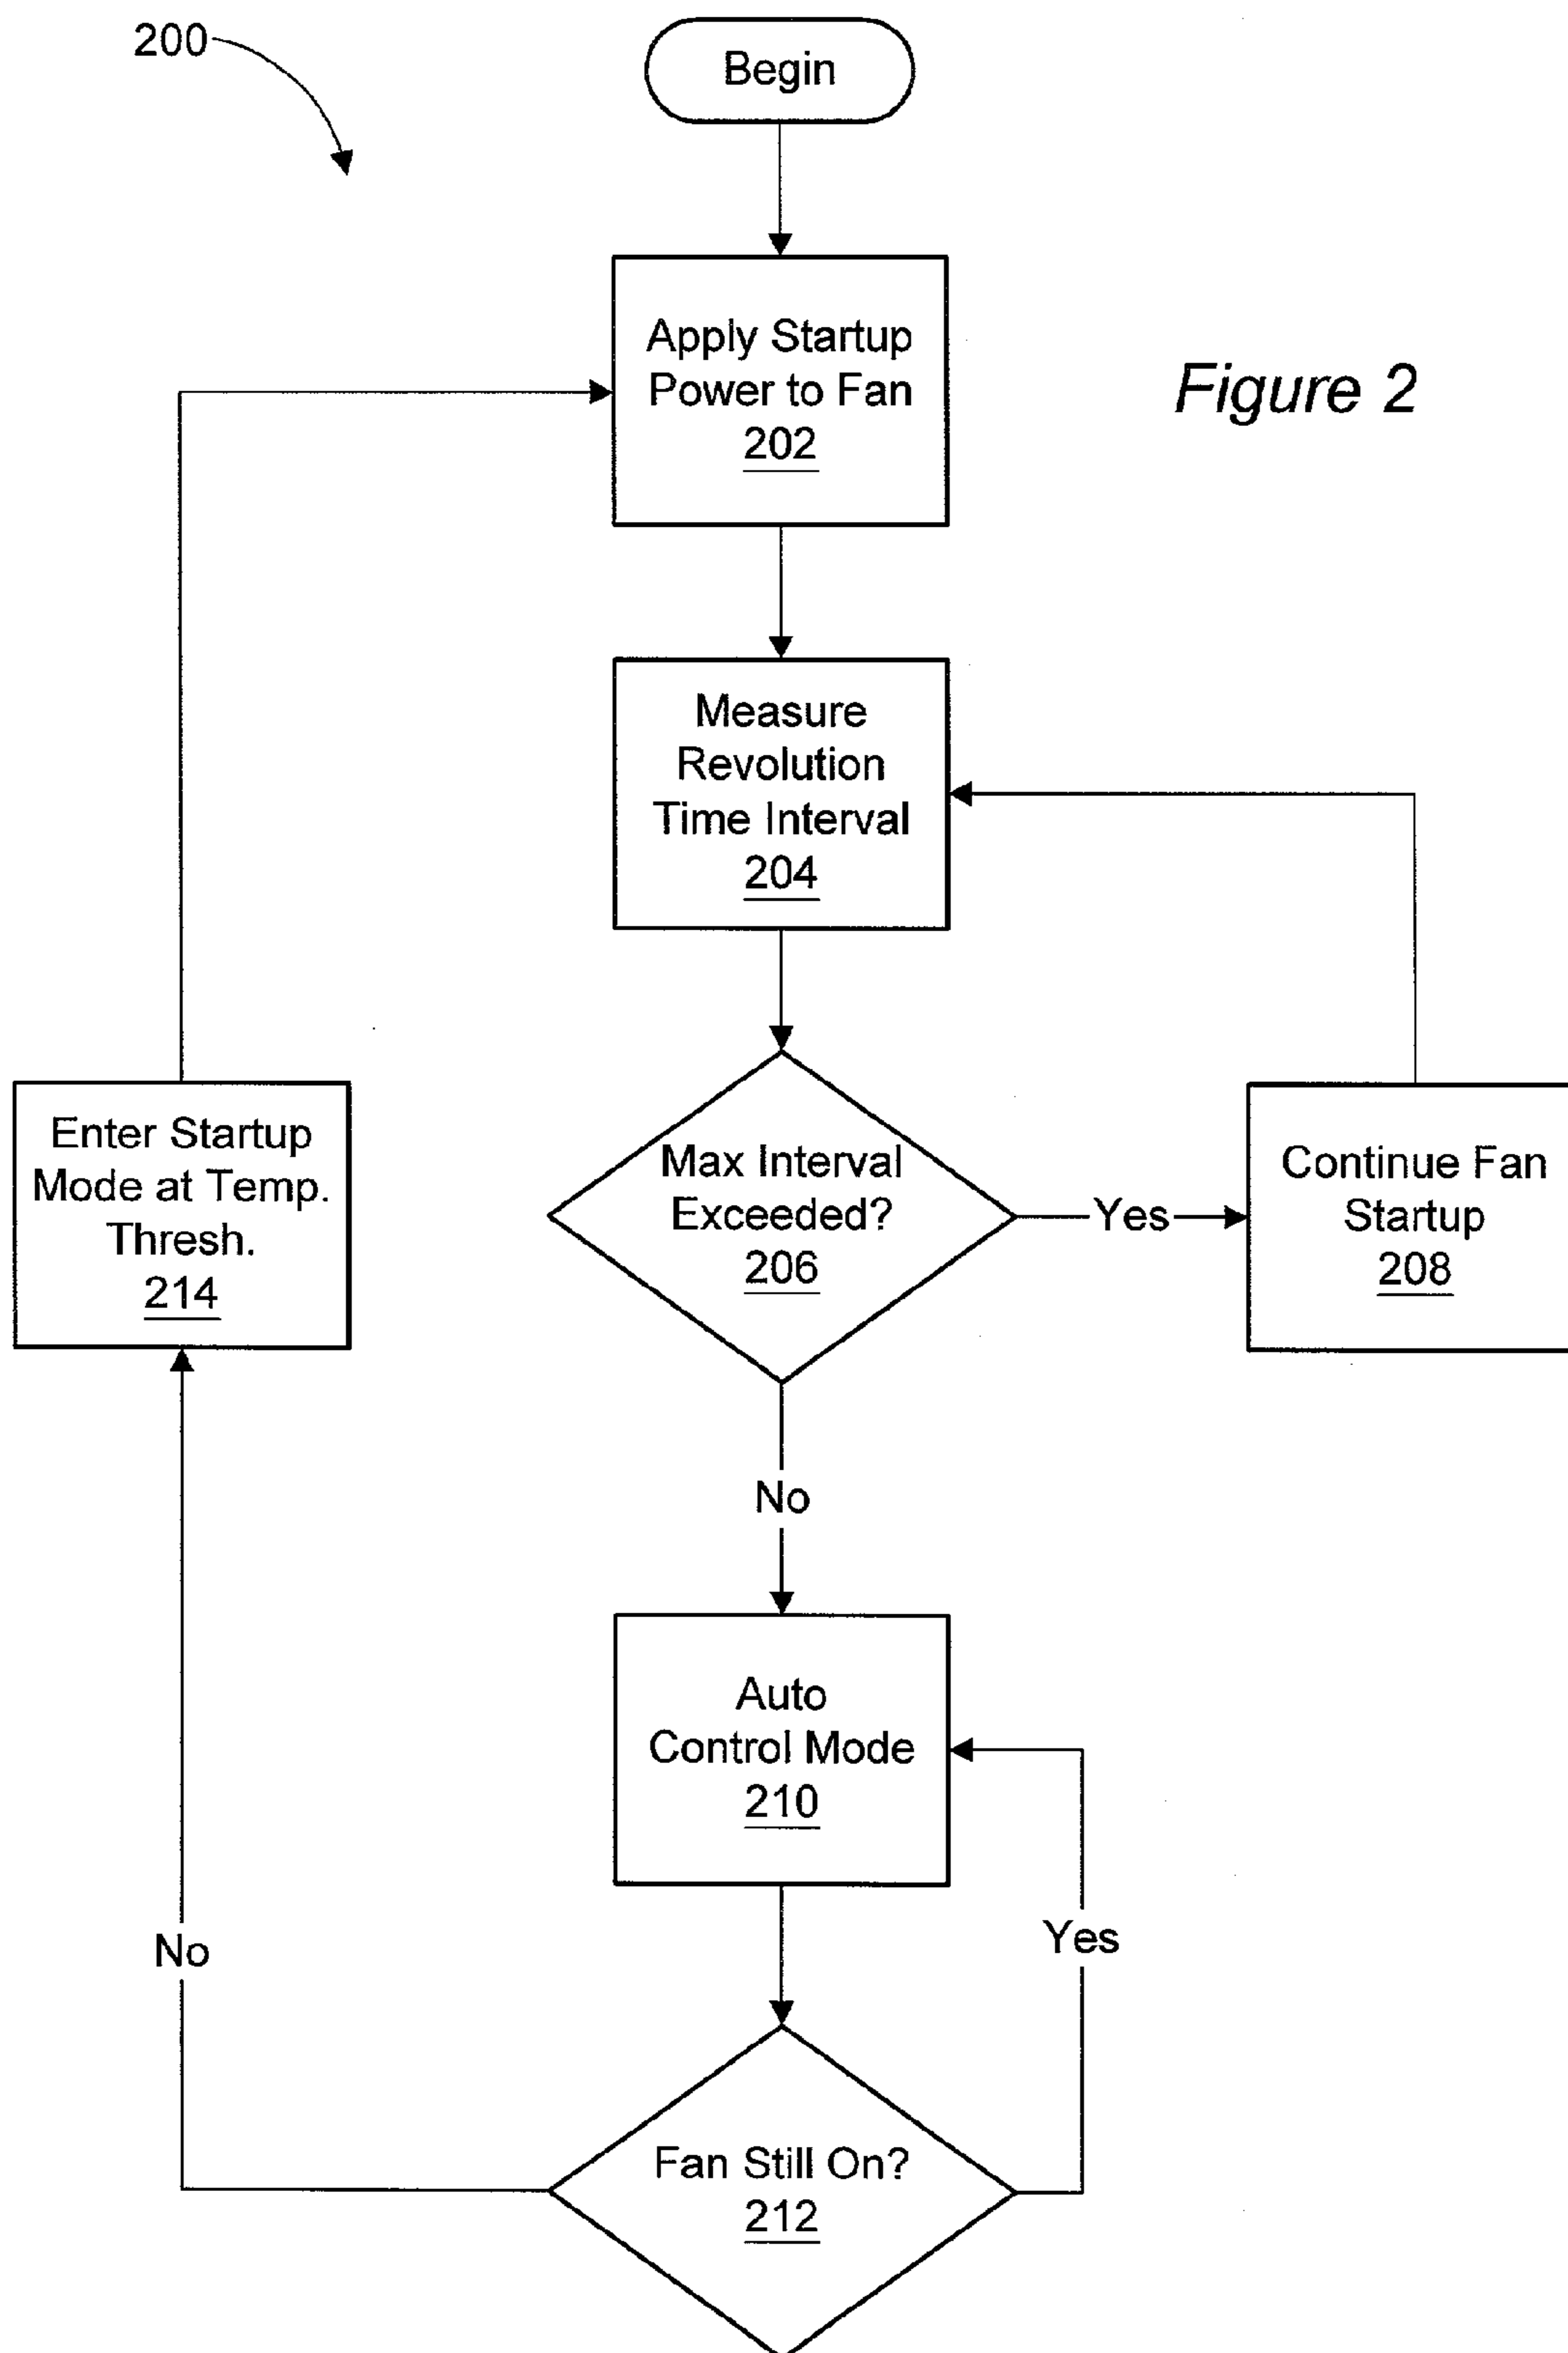 200
Begin
Apply Startup
Power to Fan
202
Figure 2
Measure
Revolution
Time Interval
204
Enter Startup
Mode at Temp.
Thresh.
214
Max Interval
Exceeded?
206
Yes
Continue Fan
Startup
208
No
Auto
Control Mode
210
No
Yes
Fan Still On?
212